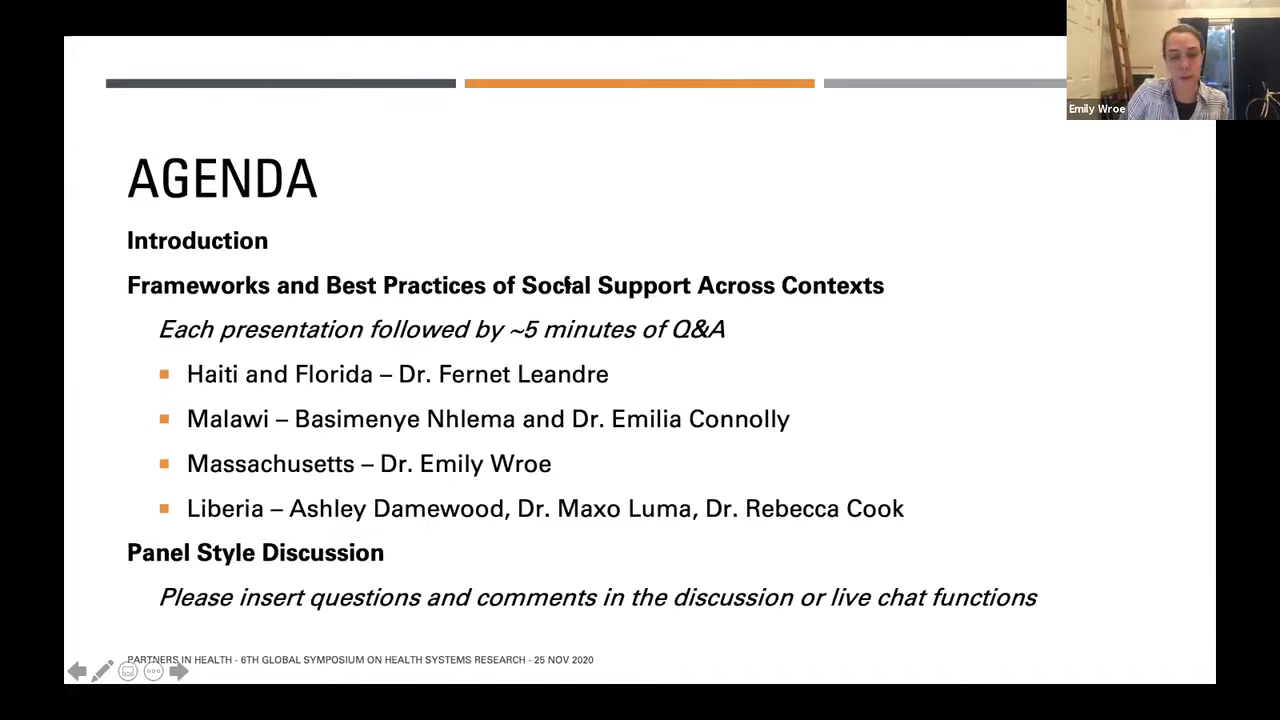 Emily Wroe
AGENDA
Introduction
Frameworks and Best Practices of Social Support Across Contexts
Each presentation followed by ~5 minutes of Q&A
Haiti and Florida – Dr. Fernet Leandre
Malawi – Basimenye Nhlema and Dr. Emilia Connolly
Massachusetts – Dr. Emily Wroe
Liberia – Ashley Damewood, Dr. Maxo Luma, Dr. Rebecca Cook
Panel Style Discussion
Please insert questions and comments in the discussion or live chat functions
PARTNERS IN HEALTH - 6TH GLOBAL SYMPOSIUM ON HEALTH SYSTEMS RESEARCH - 25 NOV 2020